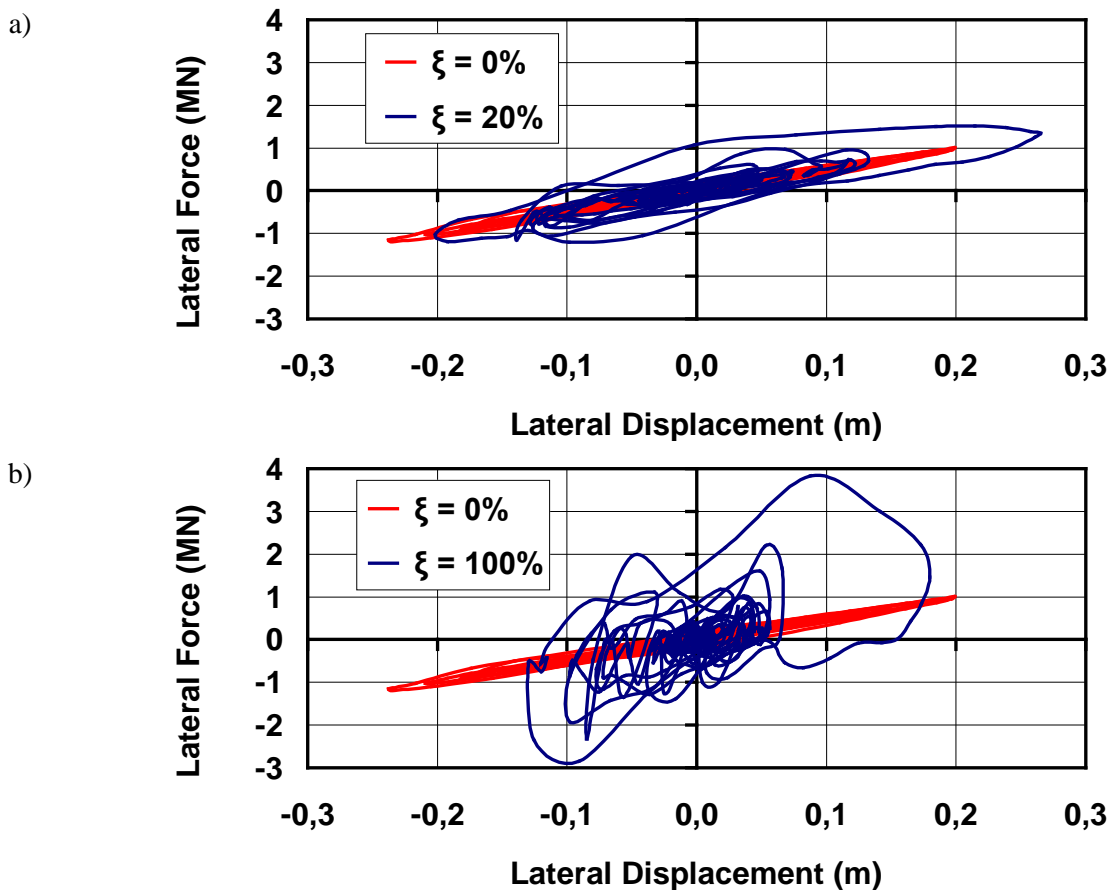 a)
4
3
2
1
0
-1
-2
-3
Lateral Force (MN)
ξ = 0%
ξ = 20%
-0,3 -0,2 -0,1 0,0 0,1 0,2 0,3
Lateral Displacement (m)
b)
4
3
2
1
0
-1
-2
-3
Lateral Force (MN)
ξ = 0%
ξ = 100%
-0,3 -0,2 -0,1 0,0 0,1 0,2 0,3
Lateral Displacement (m)